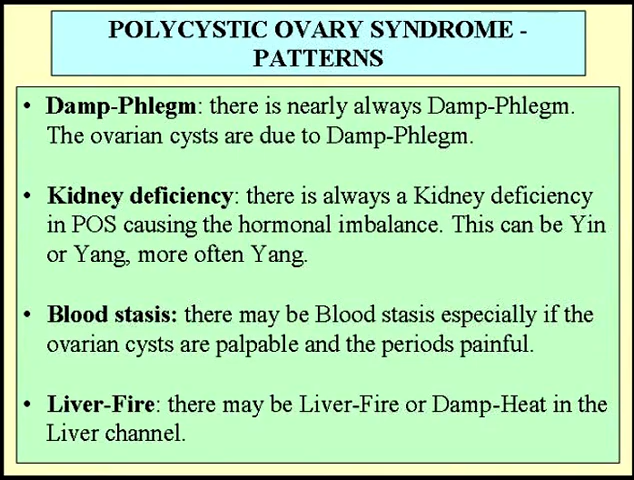 POLYCYSTIC OVARY SYNDROME -
PATTERNS
• Damp-Phlegm: there is nearly always Damp-Phlegm.
The ovarian cysts are due to Damp-Phlegm.
• Kidney deficiency: there is always a Kidney deficiency
in POS causing the hormonal imbalance. This can be Yin
or Yang, more often Yang.
• Blood stasis: there may be Blood stasis especially if the
ovarian cysts are palpable and the periods painful.
• Liver-Fire: there may be Liver-Fire or Damp-Heat in the
Liver channel.